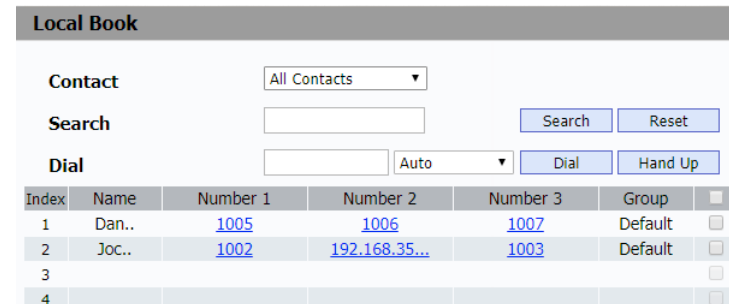 Local Book
Contact All Contacts
Search Search Reset
Dial Auto Dial Hand Up
Index Name Number 1 Number 2 Number 3 Group
1 Dan.. 1005 1006 1007 Default
2 Joc.. 1002 192.168.35... 1003 Default
3
4